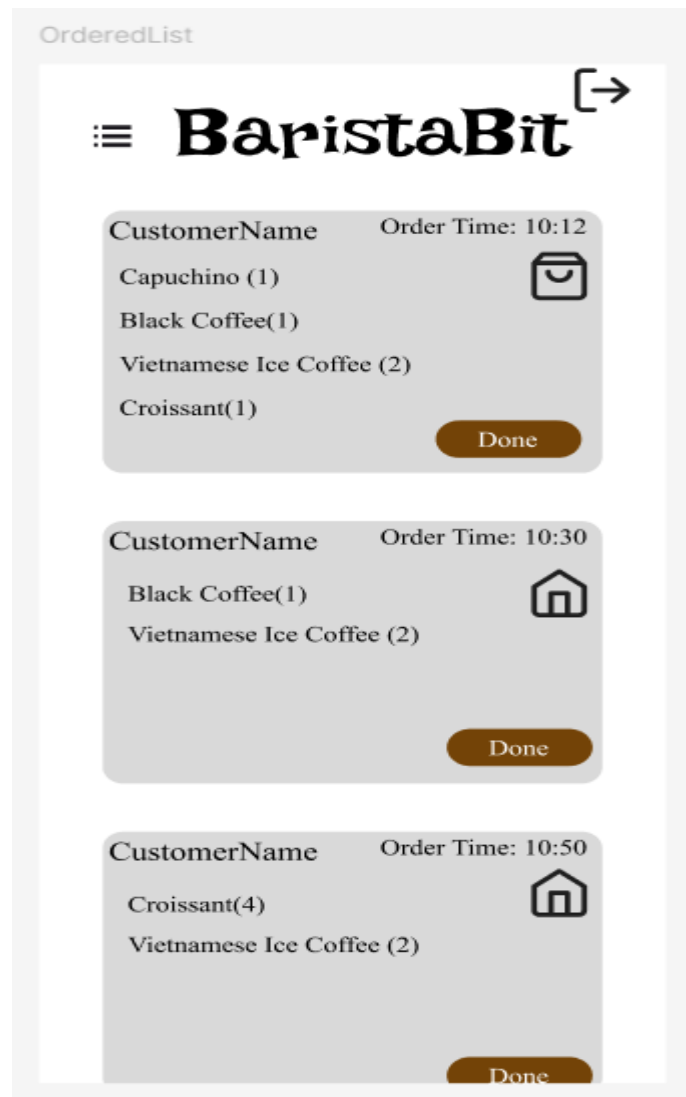 OrderedList
BaristaBit
CustomerName Order Time: 10:12
Capuchino (1)
Black Coffee(1)
Vietnamese Ice Coffee (2)
Croissant(1)
Done
CustomerName Order Time: 10:30
Black Coffee(1)
Vietnamese Ice Coffee (2)
Done
CustomerName Order Time: 10:50
Croissant(4)
Vietnamese Ice Coffee (2)
Done